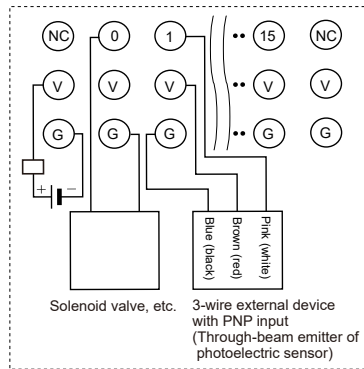 NC 0 1 •• 15 NC
V V V •• V V
G G G •• G G
+ −
Blue (black)
Brown (red)
Pink (white)
Solenoid valve, etc.
3-wire external device
with PNP input
(Through-beam emitter of
photoelectric sensor)